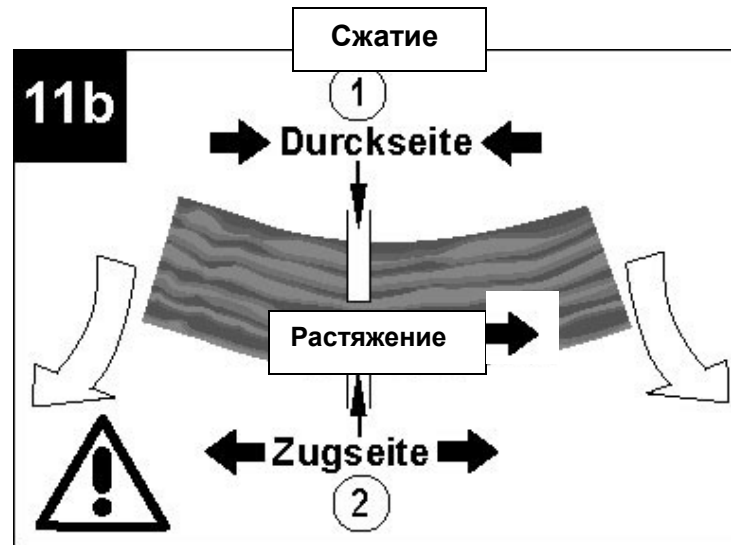 Сжатие
11b
1
Durckseite
Растяжение
Zugseite
2